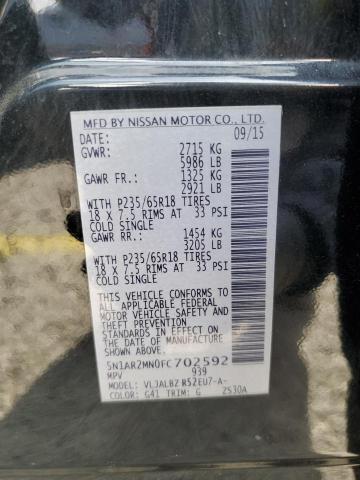 MFD BY NISSAN MOTOR CO., LTD.
DATE: 09/15
GVWR: 2715 KG
5986 LB
GAWR FR.: 1325 KG
2921 LB
WITH P235/65R18 TIRES
18 X 7.5 RIMS AT 33 PSI
COLD SINGLE
GAWR RR.: 1454 KG
3205 LB
WITH P235/65R18 TIRES
18 X 7.5 RIMS AT 33 PSI
COLD SINGLE
THIS VEHICLE CONFORMS TO
ALL APPLICABLE FEDERAL
MOTOR VEHICLE SAFETY, BUMPER
AND THEFT PREVENTION
STANDARDS IN EFFECT ON THE
DATE OF MANUFACTURE
SHOWN ABOVE.
5N1AR2MN0FC702592
MPV 939
MODEL: VLJALBZ R52EU7-A-
COLOR: G41 TRIM: G 2530A